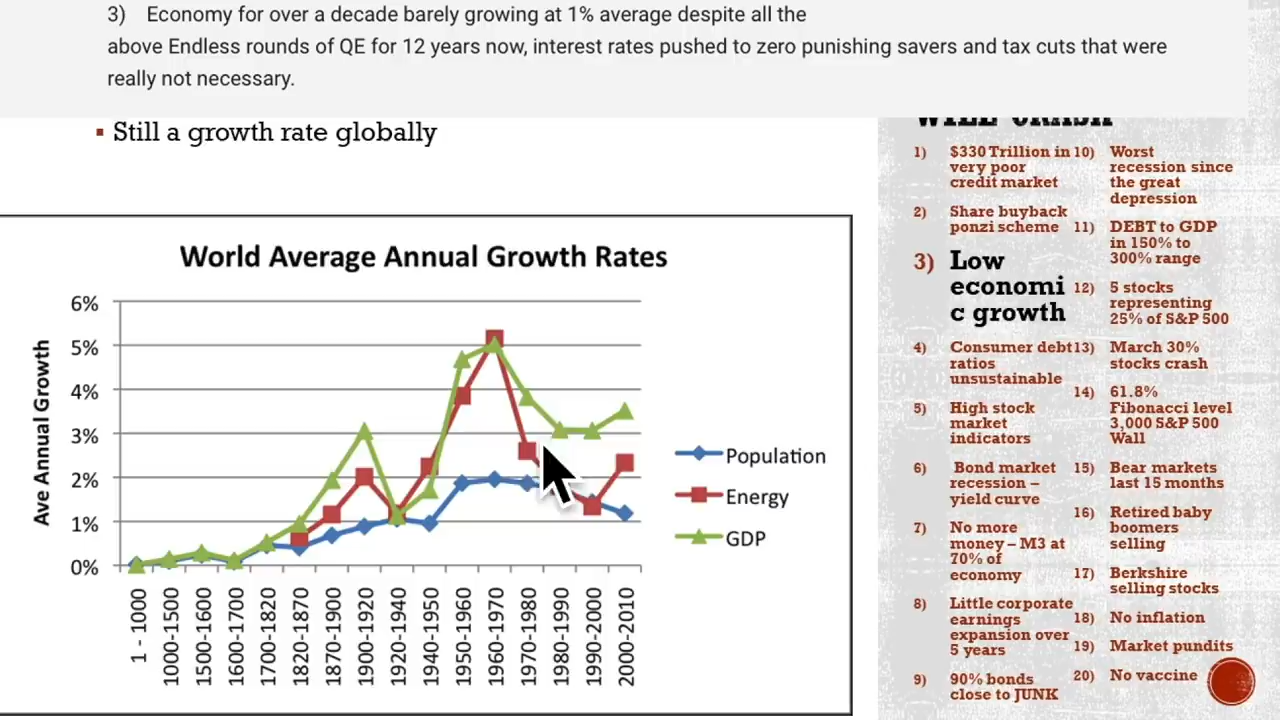 3) Economy for over a decade barely growing at 1% average despite all the
above Endless rounds of QE for 12 years now, interest rates pushed to zero punishing savers and tax cuts that were
really not necessary.
▪ Still a growth rate globally
World Average Annual Growth Rates
Ave Annual Growth
6%
5%
4%
3%
2%
1%
0%
1 - 1000
1000-1500
1500-1600
1600-1700
1700-1820
1820-1870
1870-1900
1900-1920
1920-1940
1940-1950
1950-1960
1960-1970
1970-1980
1980-1990
1990-2000
2000-2010
Population
Energy
GDP
WILL CRASH
1) $330 Trillion in
very poor
credit market
2) Share buyback
ponzi scheme
3) Low
economi
c growth
4) Consumer debt
ratios
unsustainable
5) High stock
market
indicators
6) Bond market
recession –
yield curve
7) No more
money – M3 at
70% of
economy
8) Little corporate
earnings
expansion over
5 years
9) 90% bonds
close to JUNK
10) Worst
recession since
the great
depression
11) DEBT to GDP
in 150% to
300% range
12) 5 stocks
representing
25% of S&P 500
13) March 30%
stocks crash
14) 61.8%
Fibonacci level
3,000 S&P 500
Wall
15) Bear markets
last 15 months
16) Retired baby
boomers
selling
17) Berkshire
selling stocks
18) No inflation
19) Market pundits
20) No vaccine